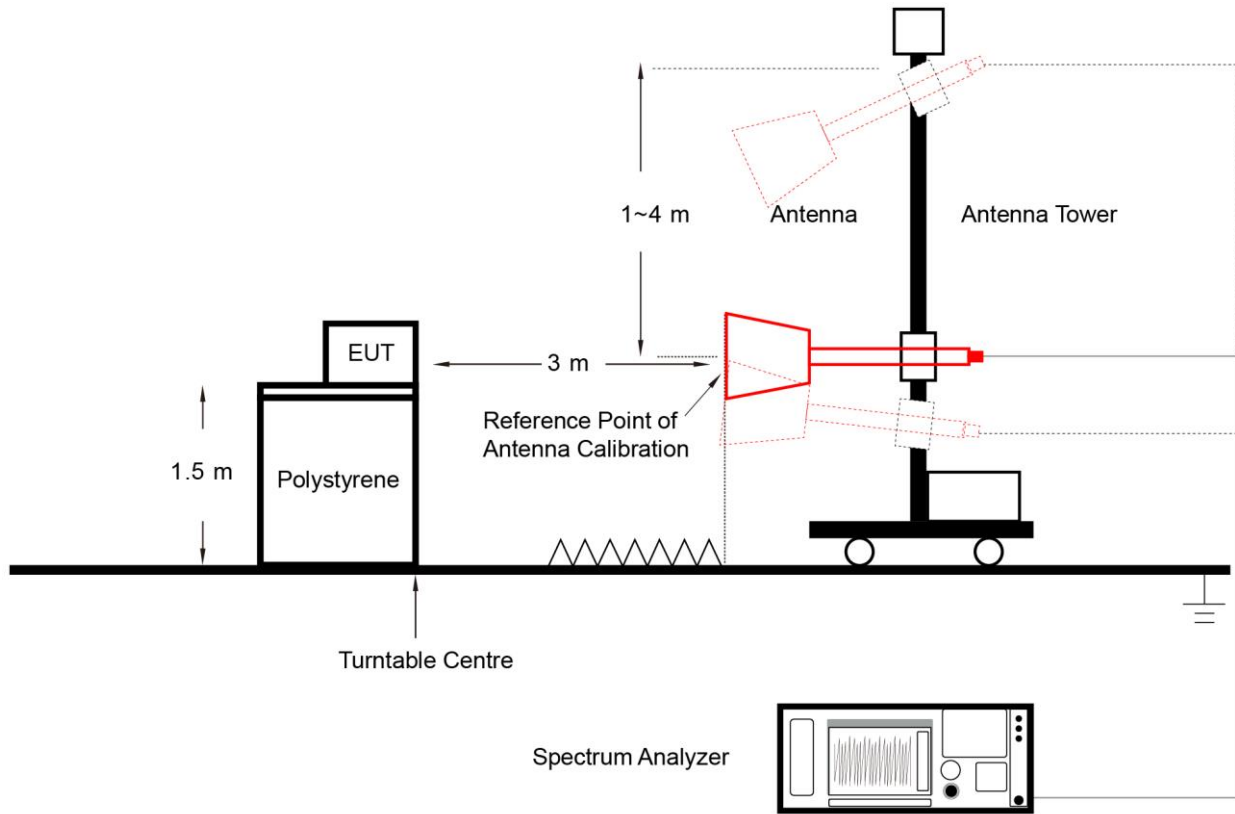 1~4 m
Antenna
Antenna Tower
EUT
3 m
Reference Point of
Antenna Calibration
1.5 m
Polystyrene
Turntable Centre
Spectrum Analyzer